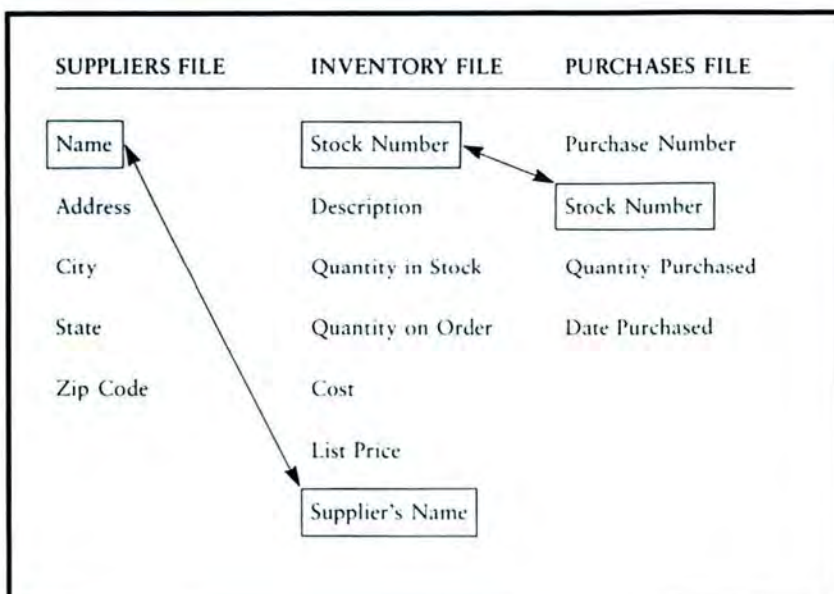 SUPPLIERS FILE INVENTORY FILE PURCHASES FILE
Name Stock Number Purchase Number
Address Description Stock Number
City Quantity in Stock Quantity Purchased
State Quantity on Order Date Purchased
Zip Code Cost
List Price
Supplier's Name